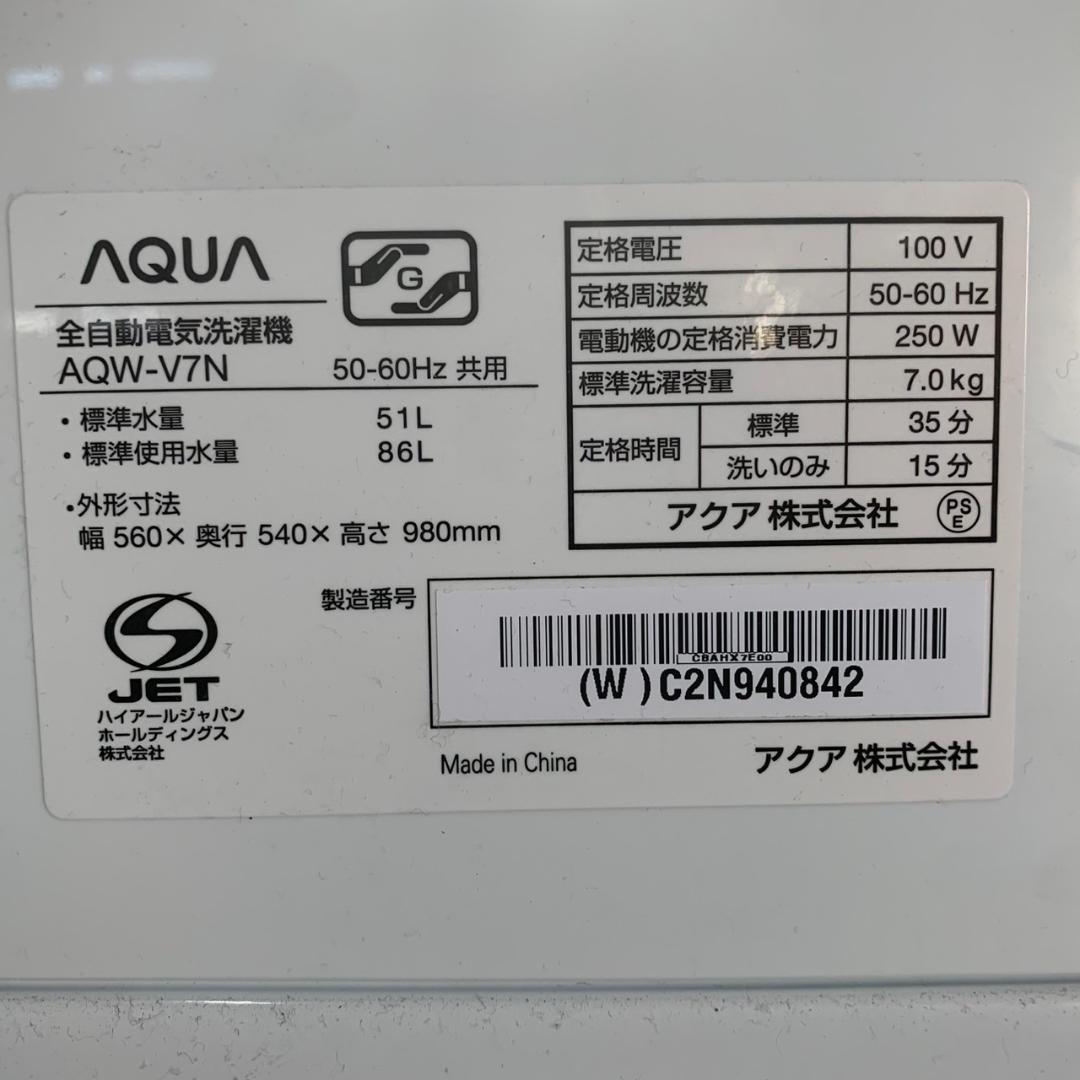 AQUA
G
全自動電気洗濯機
AQW-V7N 50-60Hz 共用
・標準水量 51L
・標準使用水量 86L
・外形寸法
幅 560× 奥行 540× 高さ 980mm
定格電圧 100 V
定格周波数 50-60 Hz
電動機の定格消費電力 250 W
標準洗濯容量 7.0kg
定格時間 標準 35 分
洗いのみ 15 分
アクア 株式会社 PSE
JET
ハイアールジャパン
ホールディングス
株式会社
製造番号
CBAHX7E00
(W )C2N940842
Made in China
アクア 株式会社